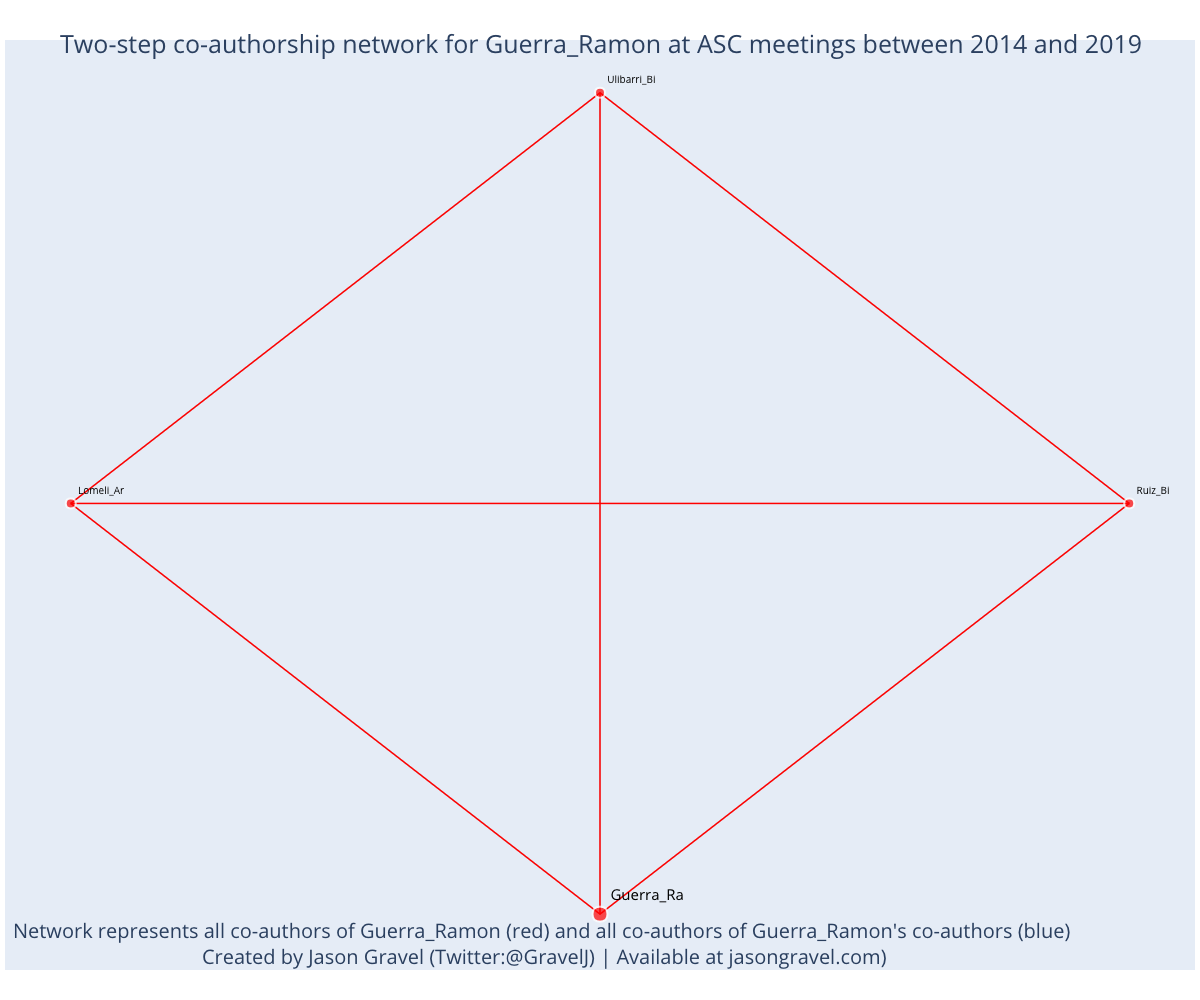 Two-step co-authorship network for Guerra_Ramon at ASC meetings between 2014 and 2019
Ulibarri_Bi
Lomeli_Ar
Ruiz_Bi
Guerra_Ra
Network represents all co-authors of Guerra_Ramon (red) and all co-authors of Guerra_Ramon's co-authors (blue)
Created by Jason Gravel (Twitter:@GravelJ) | Available at jasongravel.com)